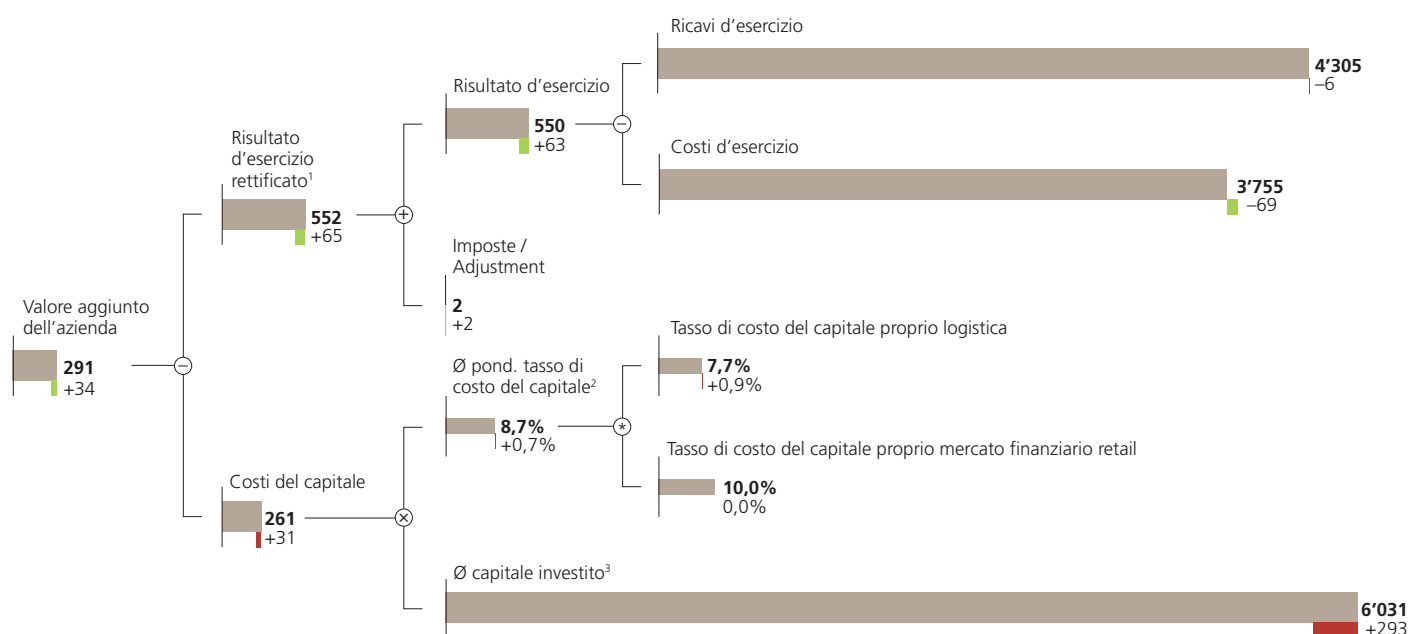 Ricavi d'esercizio
4'305
–6
Risultato d'esercizio
550
+63
–
Costi d'esercizio
3'755
–69
Risultato
d'esercizio
rettificato¹
552
+65
+
Imposte /
Adjustment
2
+2
Valore aggiunto
dell'azienda
291
+34
–
Tasso di costo del capitale proprio logistica
7,7%
+0,9%
Ø pond. tasso di
costo del capitale²
8,7%
+0,7%
*
Tasso di costo del capitale proprio mercato finanziario retail
10,0%
0,0%
Costi del capitale
261
+31
×
Ø capitale investito³
6'031
+293